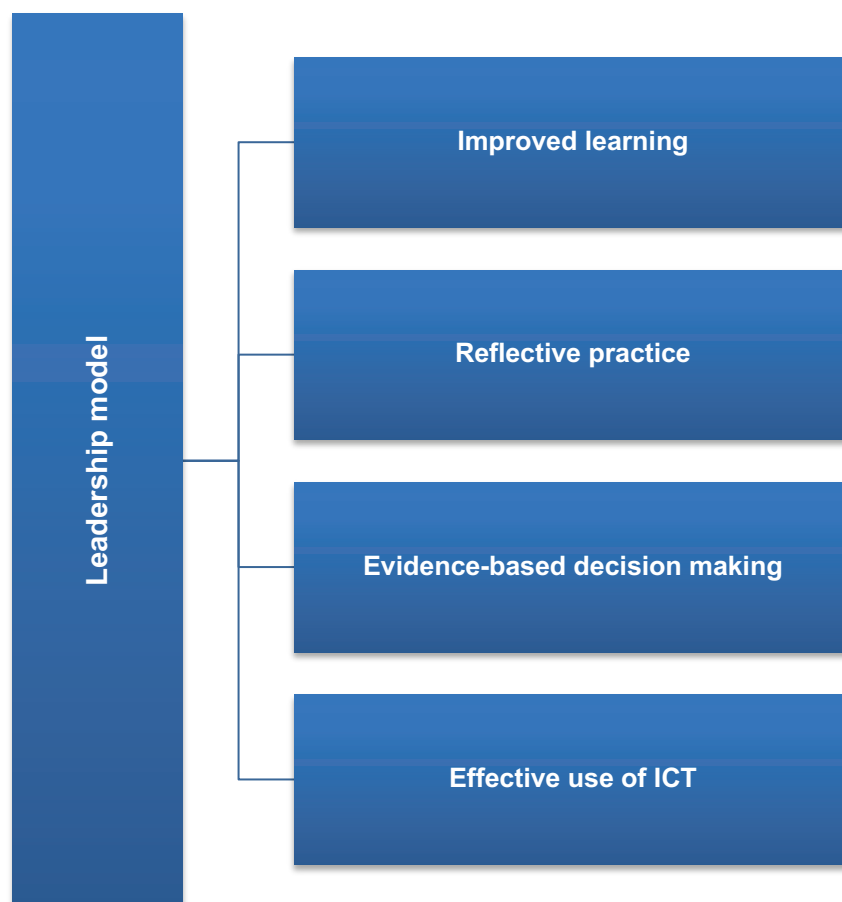 Leadership model
Improved learning
Reflective practice
Evidence-based decision making
Effective use of ICT